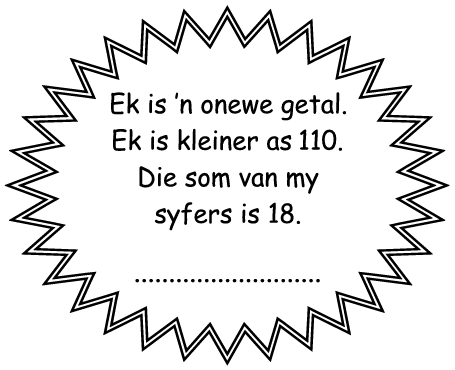 Ek is 'n onewe getal.
Ek is kleiner as 110.
Die som van my
syfers is 18.
...........................